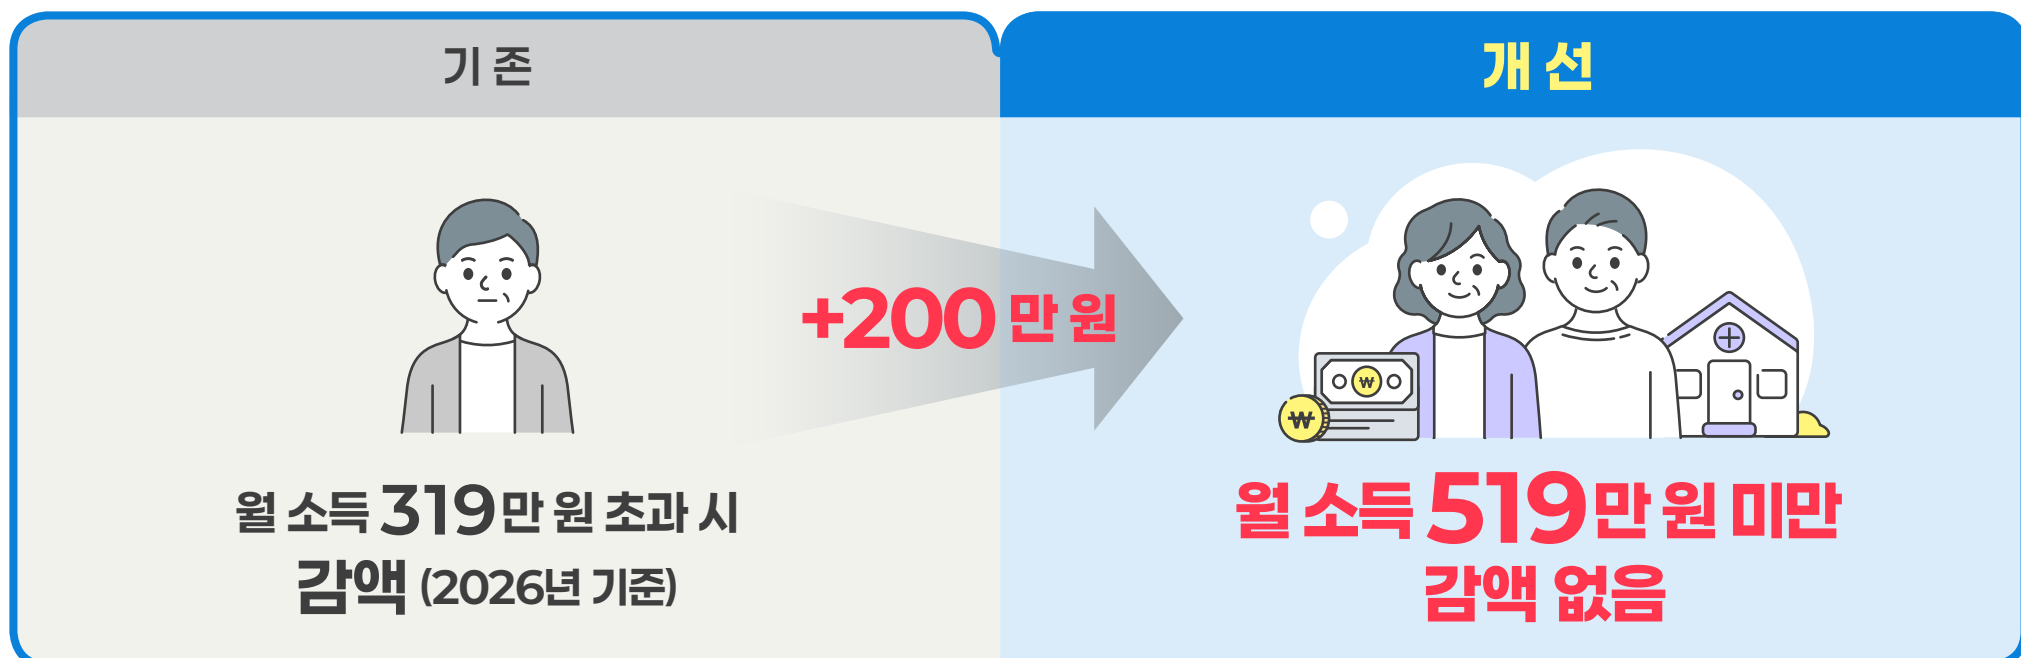 기존
개선
+200만 원
월 소득 319만 원 초과 시
감액 (2026년 기준)
₩
₩
월 소득 519만 원 미만
감액 없음